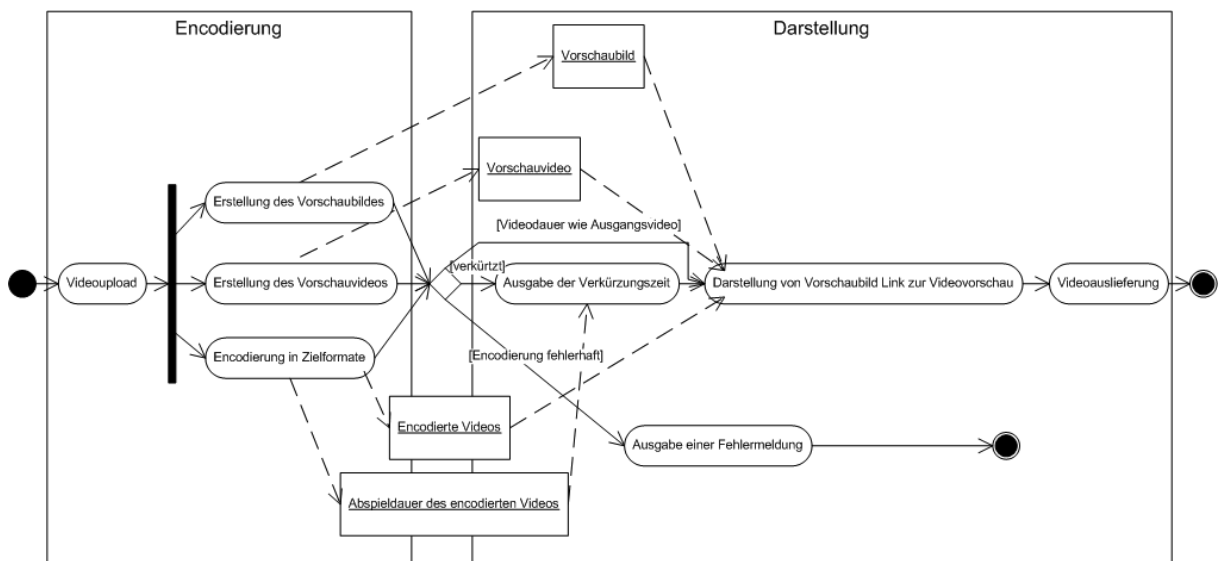 Encodierung
Darstellung
Vorschaubild
Vorschauvideo
Erstellung des Vorschaubildes
[Videodauer wie Ausgangsvideo]
[verkürtzt]
Videoupload
Erstellung des Vorschauvideos
Ausgabe der Verkürzungszeit
Darstellung von Vorschaubild Link zur Videovorschau
Videoauslieferung
Encodierung in Zielformate
[Encodierung fehlerhaft]
Encodierte Videos
Ausgabe einer Fehlermeldung
Abspieldauer des encodierten Videos